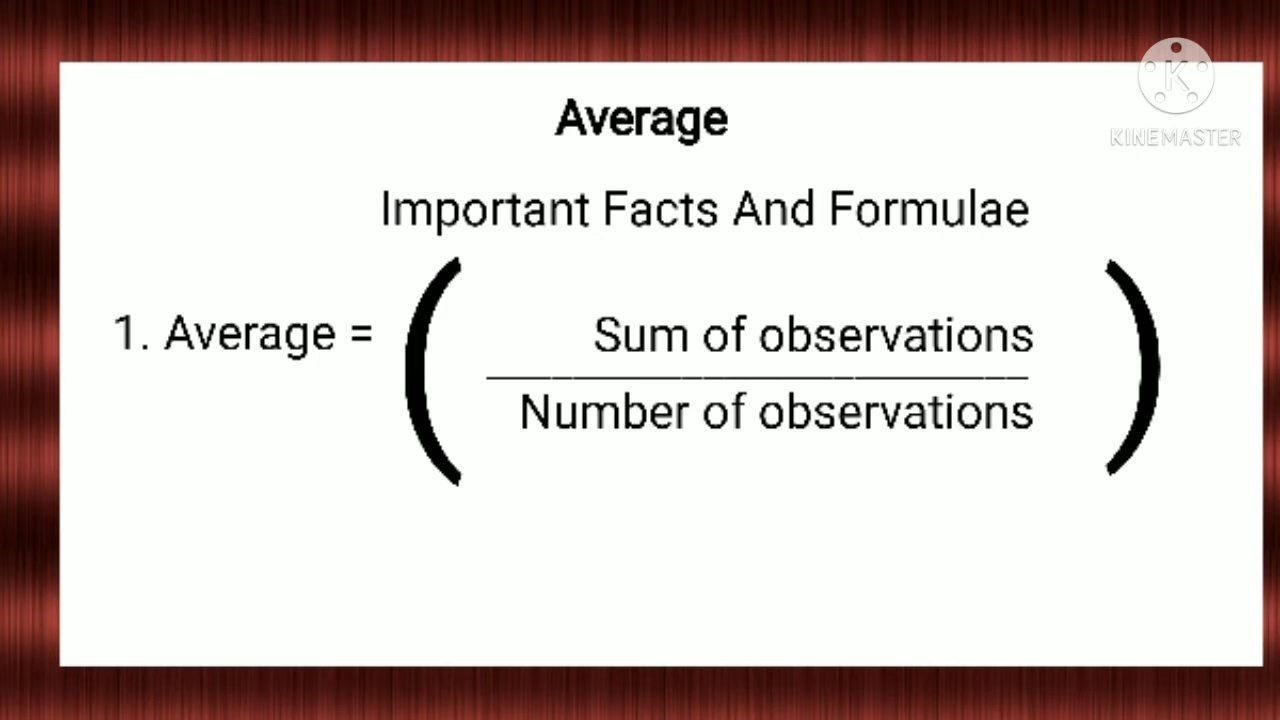 K
KINEMASTER
Average
Important Facts And Formulae
1. Average = ( Sum of observations
Number of observations )